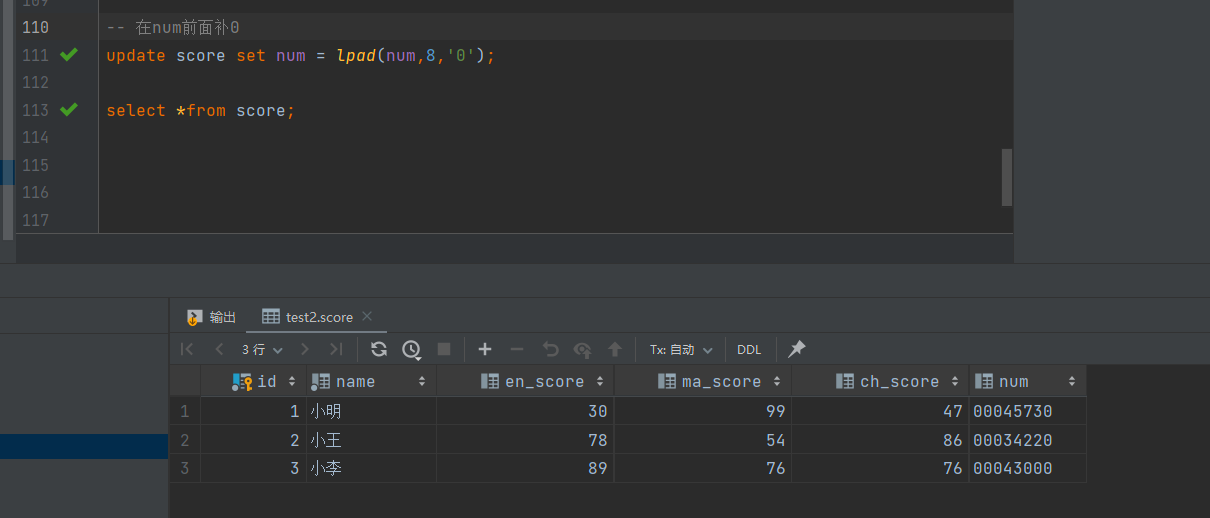 109
110 -- 在num前面补0
111 update score set num = lpad(num,8,'0');
112
113 select *from score;
114
115
116
117
输出 test2.score
3 行 Tx: 自动 DDL
id name en_score ma_score ch_score num
1 1 小明 30 99 47 00045730
2 2 小王 78 54 86 00034220
3 3 小李 89 76 76 00043000